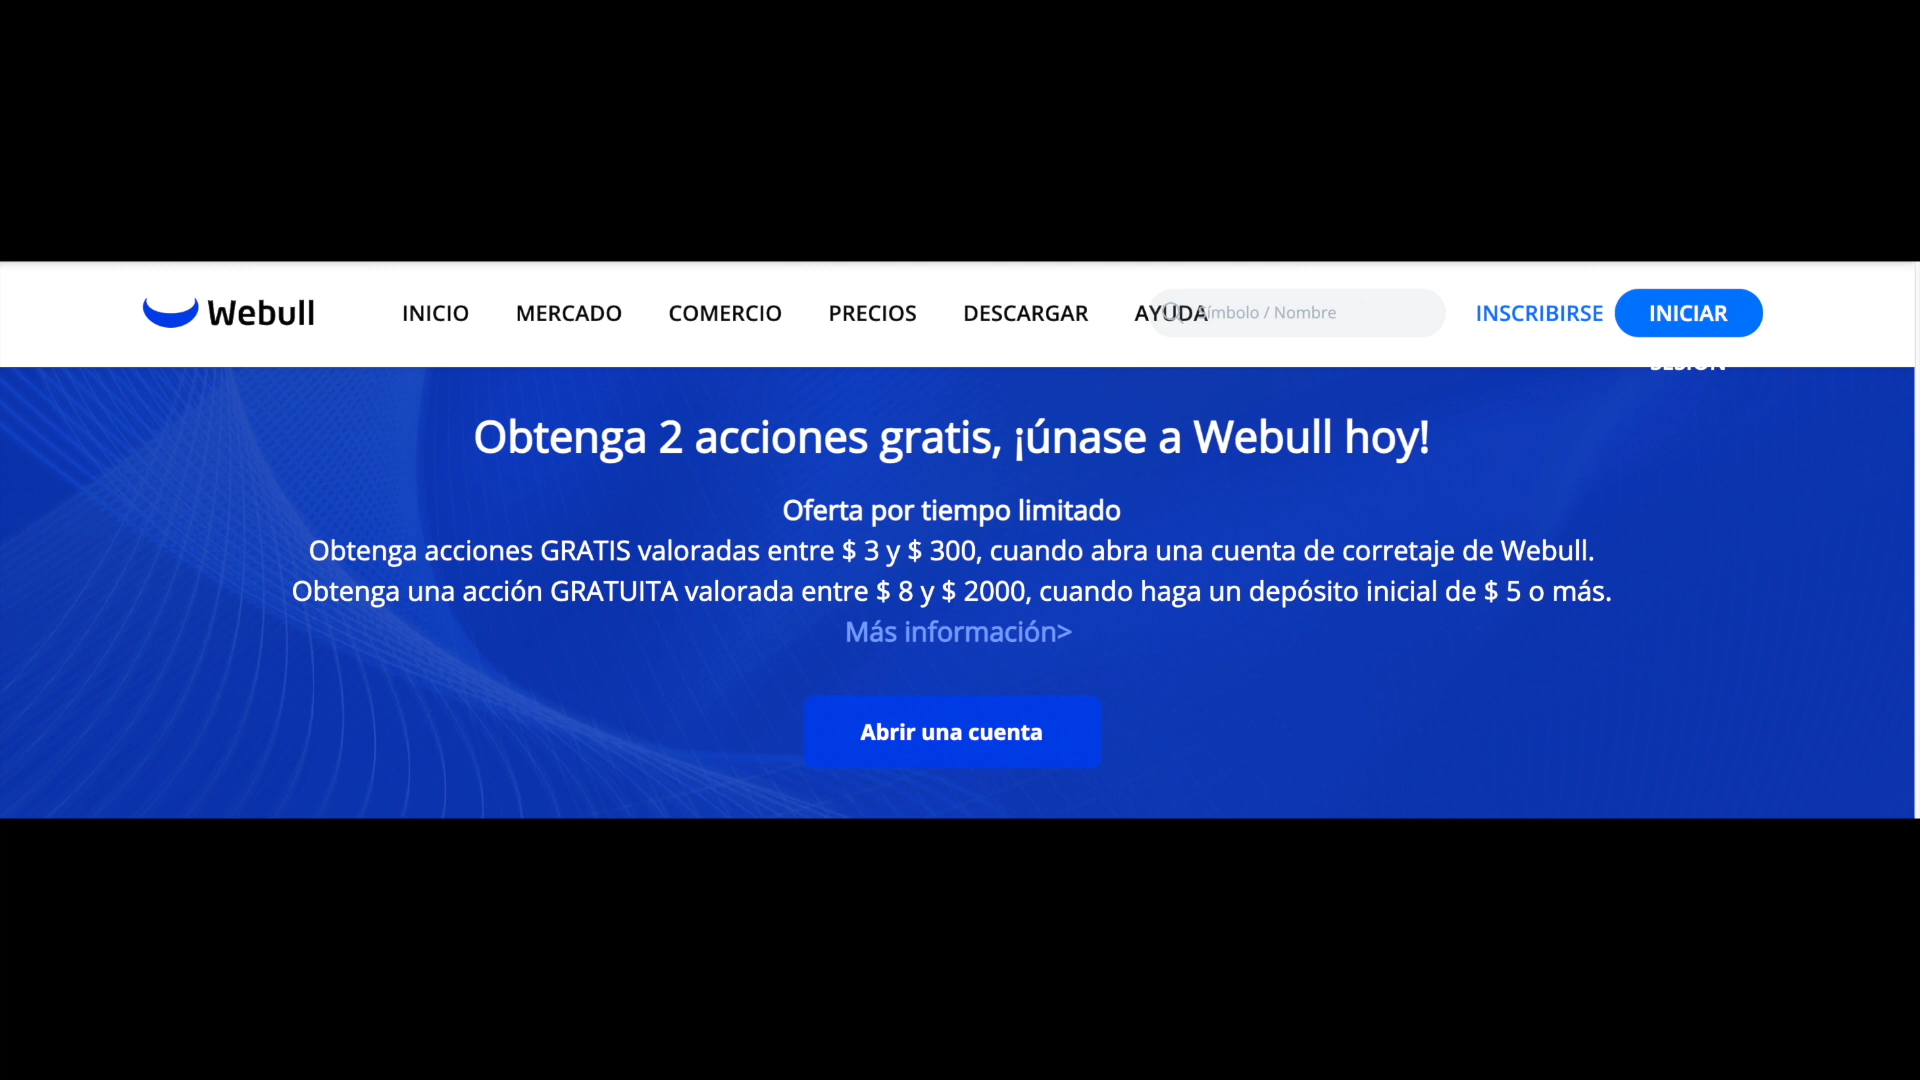 Webull
INICIO MERCADO COMERCIO PRECIOS DESCARGAR AYUDA Símbolo / Nombre INSCRIBIRSE INICIAR
SESIÓN
Obtenga 2 acciones gratis, ¡únase a Webull hoy!
Oferta por tiempo limitado
Obtenga acciones GRATIS valoradas entre $ 3 y $ 300, cuando abra una cuenta de corretaje de Webull.
Obtenga una acción GRATUITA valorada entre $ 8 y $ 2000, cuando haga un depósito inicial de $ 5 o más.
Más información>
Abrir una cuenta